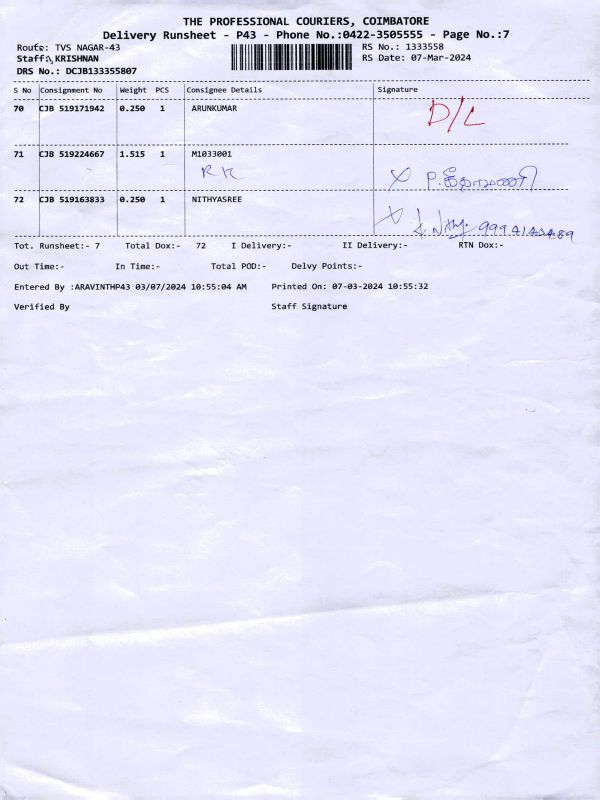 THE PROFESSIONAL COURIERS, COIMBATORE
Delivery Runsheet - P43 - Phone No.:0422-3505555 - Page No.:7
Route: TVS NAGAR-43 RS No.: 1333558
Staff: KRISHNAN RS Date: 07-Mar-2024
DRS No.: DCJB133355807
S No Consignment No Weight PCS Consignee Details Signature
70 CJB 519171942 0.250 1 ARUNKUMAR D/L
71 CJB 519224667 1.515 1 M1033001
RK P.
72 CJB 519163833 0.250 1 NITHYASREE
Nithy 9994143489
Tot. Runsheet:- 7 Total Dox:- 72 I Delivery:- II Delivery:- RTN Dox:-
Out Time:- In Time:- Total POD:- Delvy Points:-
Entered By :ARAVINTHP43 03/07/2024 10:55:04 AM Printed On: 07-03-2024 10:55:32
Verified By Staff Signature